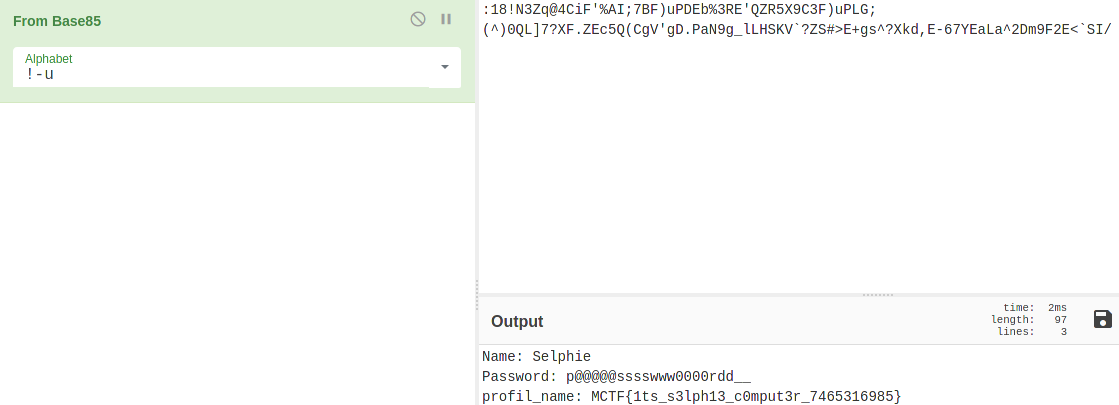 From Base85
Alphabet
!-u
:18!N3Zq@4CiF'%AI;7BF)uPDEb%3RE'QZR5X9C3F)uPLG;
(^)0QL]7?XF.ZEc5Q(CgV'gD.PaN9g_lLHSKV`?ZS#>E+gs^?Xkd,E-67YEaLa^2Dm9F2E<`SI/
Output
time: 2ms
length: 97
lines: 3
Name: Selphie
Password: p@@@@@sssswww0000rdd__
profil_name: MCTF{1ts_s3lph13_c0mput3r_7465316985}